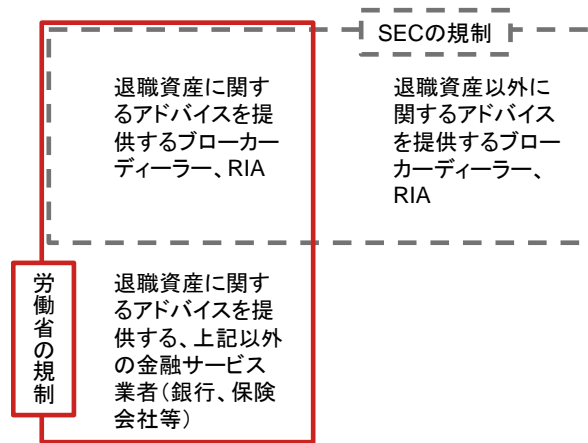 SECの規制
退職資産に関す
るアドバイスを提
供するブローカー
ディーラー、RIA
退職資産以外に
関するアドバイス
を提供するブロー
カーディーラー、
RIA
労働省の規制
退職資産に関す
るアドバイスを提
供する、上記以外
の金融サービス
業者(銀行、保険
会社等)